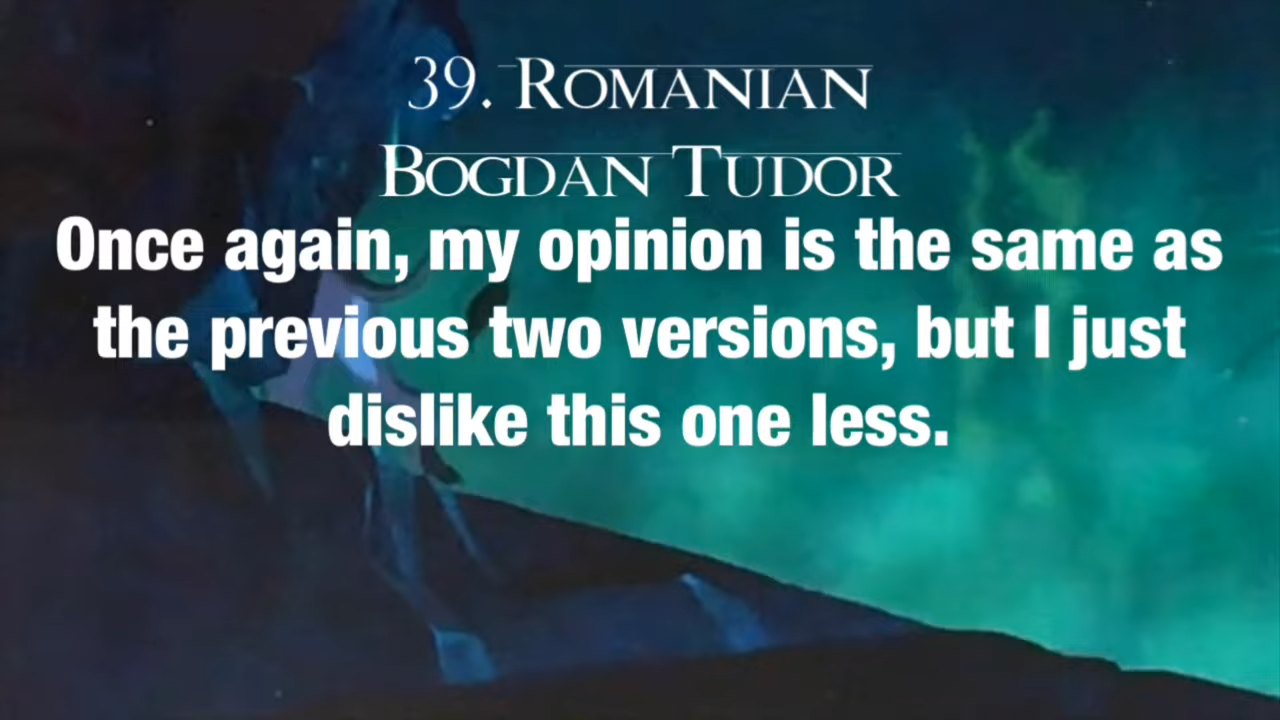 39. Romanian
Bogdan Tudor
Once again, my opinion is the same as
the previous two versions, but I just
dislike this one less.